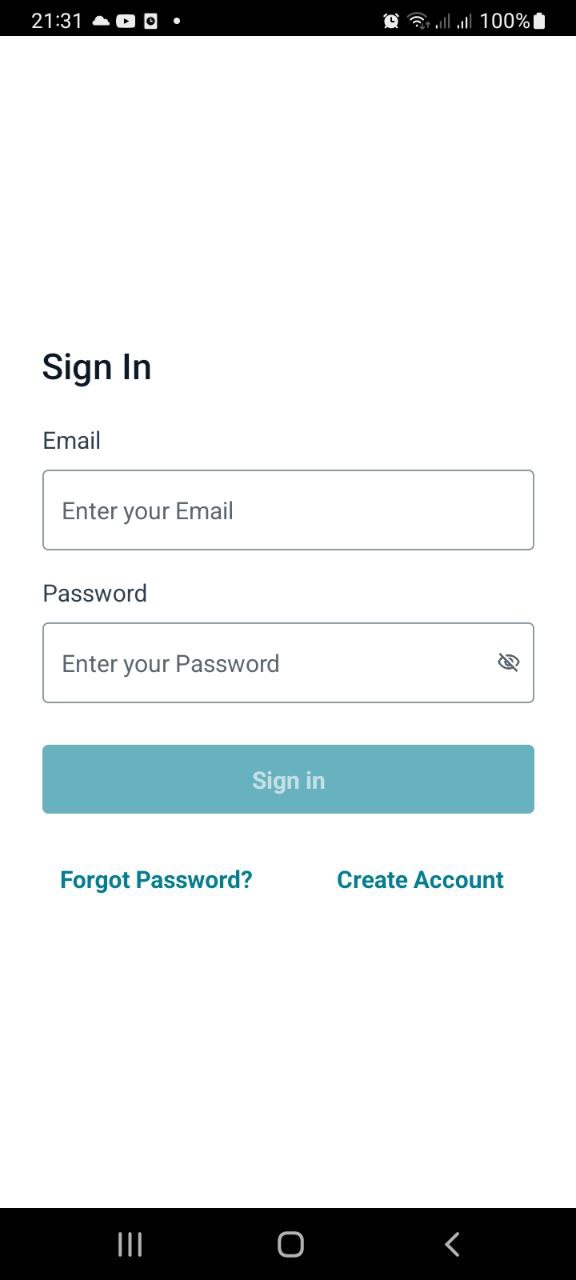 21:31 100%
Sign In
Email
Enter your Email
Password
Enter your Password
Sign in
Forgot Password? Create Account